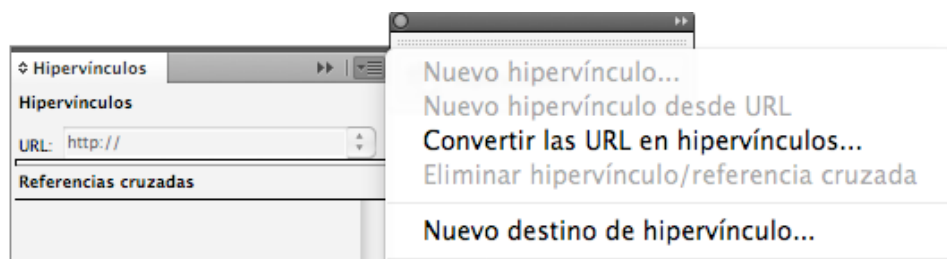 Hipervínculos
Hipervínculos
URL: http://
Referencias cruzadas
Nuevo hipervínculo...
Nuevo hipervínculo desde URL
Convertir las URL en hipervínculos...
Eliminar hipervínculo/referencia cruzada
Nuevo destino de hipervínculo...